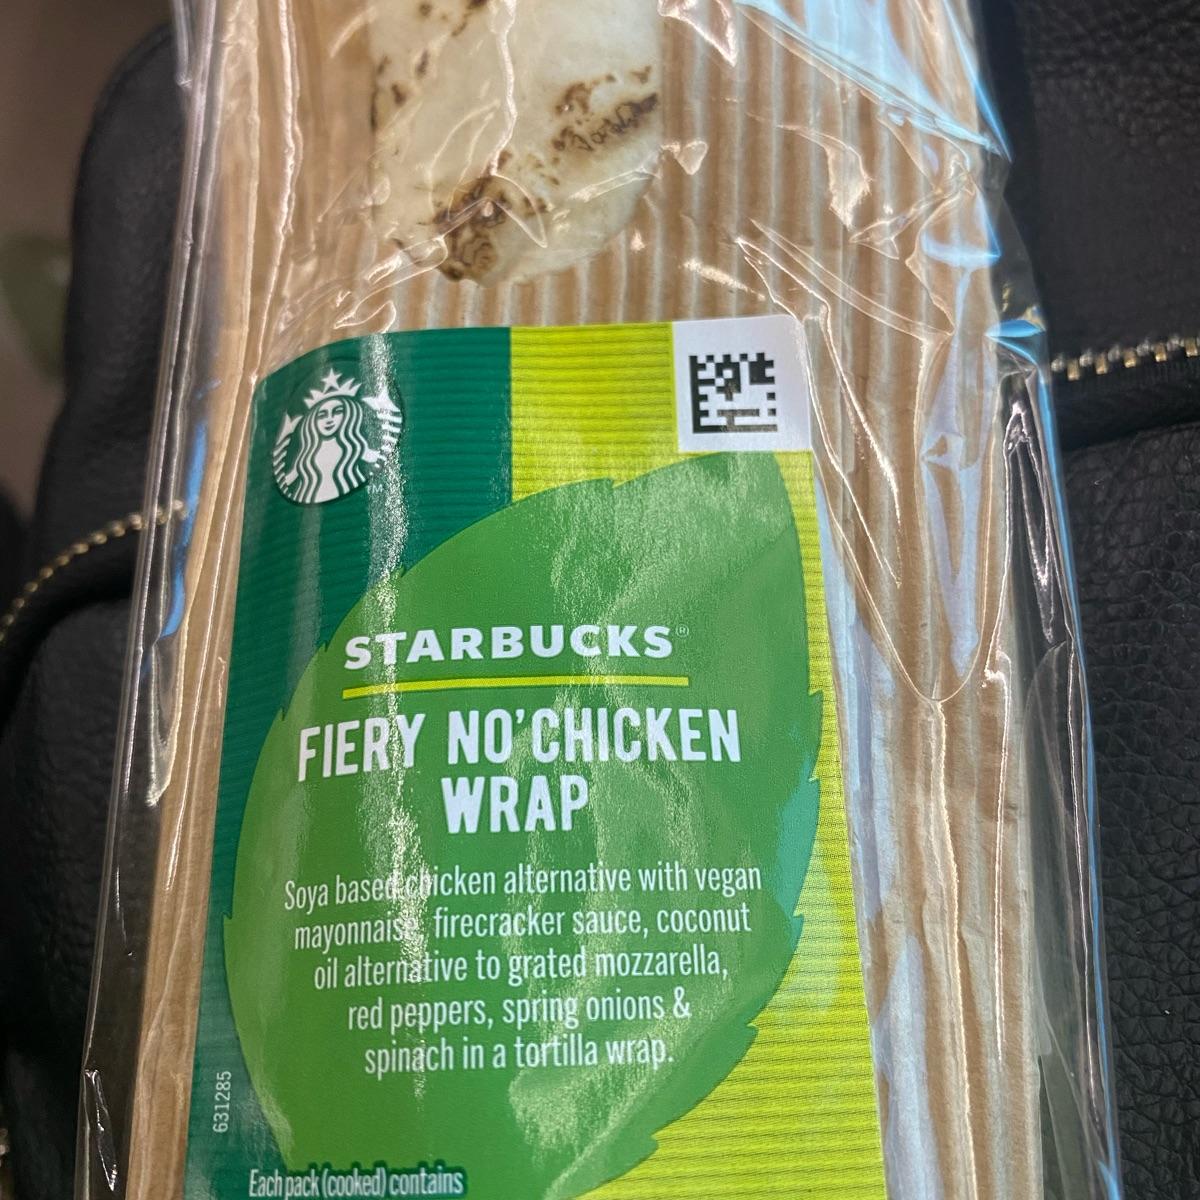 STARBUCKS®
FIERY NO'CHICKEN
WRAP
Soya based chicken alternative with vegan
mayonnaise, firecracker sauce, coconut
oil alternative to grated mozzarella,
red peppers, spring onions &
spinach in a tortilla wrap.
631285
Each pack (cooked) contains